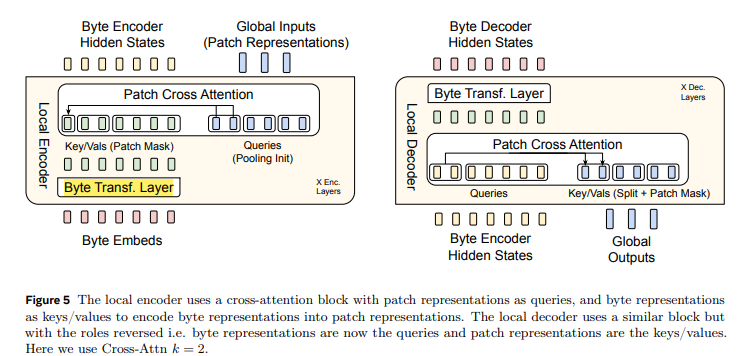 Byte Encoder
Hidden States
Global Inputs
(Patch Representations)
Patch Cross Attention
Local Encoder
Key/Vals (Patch Mask)
Queries
(Pooling Init)
Byte Transf. Layer
X Enc.
Layers
Byte Embeds
Byte Decoder
Hidden States
Byte Transf. Layer
X Dec.
Layers
Local Decoder
Patch Cross Attention
Queries
Key/Vals (Split + Patch Mask)
Byte Encoder
Hidden States
Global
Outputs
Figure 5 The local encoder uses a cross-attention block with patch representations as queries, and byte representations
as keys/values to encode byte representations into patch representations. The local decoder uses a similar block but
with the roles reversed i.e. byte representations are now the queries and patch representations are the keys/values.
Here we use Cross-Attn k = 2.